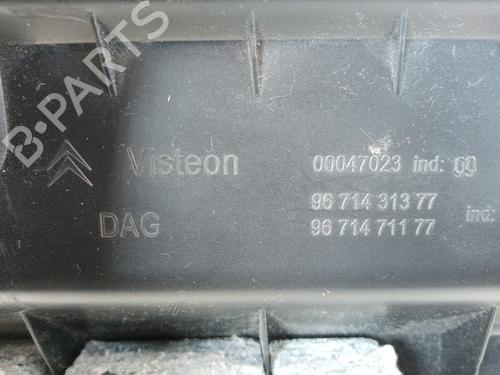 B-PARTS
Visteon 00047023 ind: 00
96 714 313 77
DAG 96 714 711 77 ind: